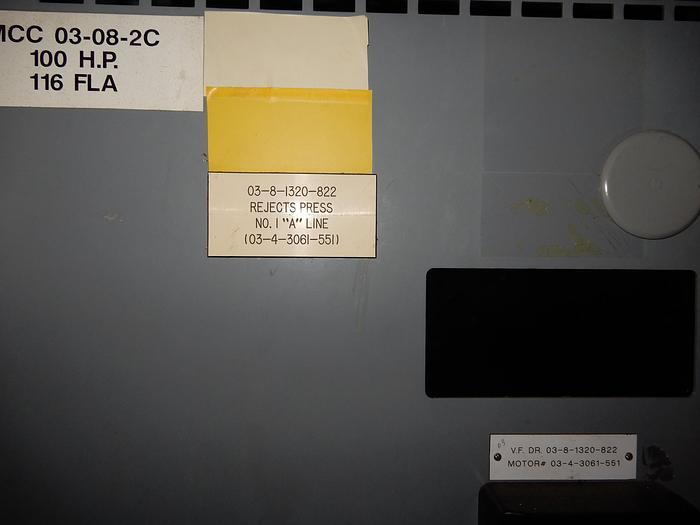 MCC 03-08-2C
100 H.P.
116 FLA
03-8-1320-822
REJECTS PRESS
NO. 1 "A" LINE
(03-4-3061-551)
03
V.F. DR. 03-8-1320-822
MOTOR# 03-4-3061-551